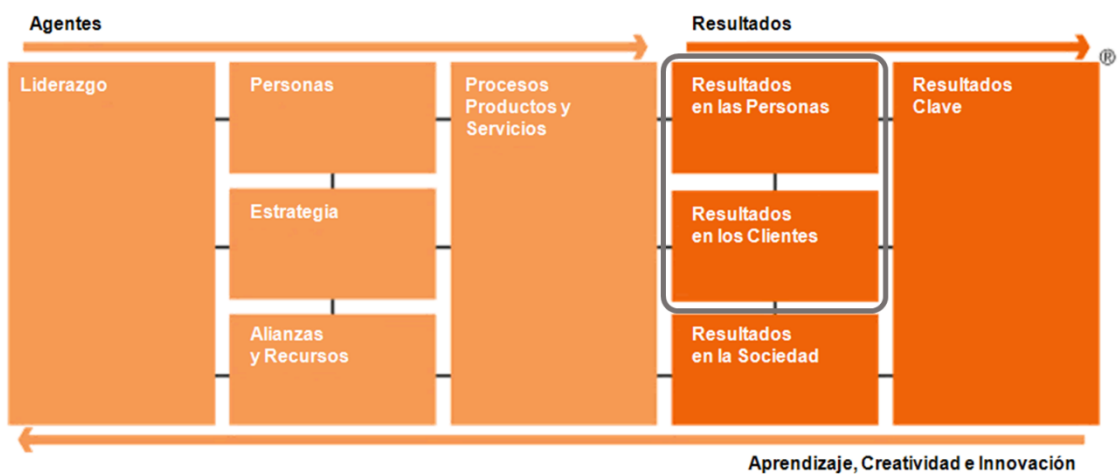 Agentes
Resultados
®
Liderazgo
Personas
Procesos
Productos y
Servicios
Resultados
en las Personas
Resultados
Clave
Estrategia
Resultados
en los Clientes
Alianzas
y Recursos
Resultados
en la Sociedad
Aprendizaje, Creatividad e Innovación